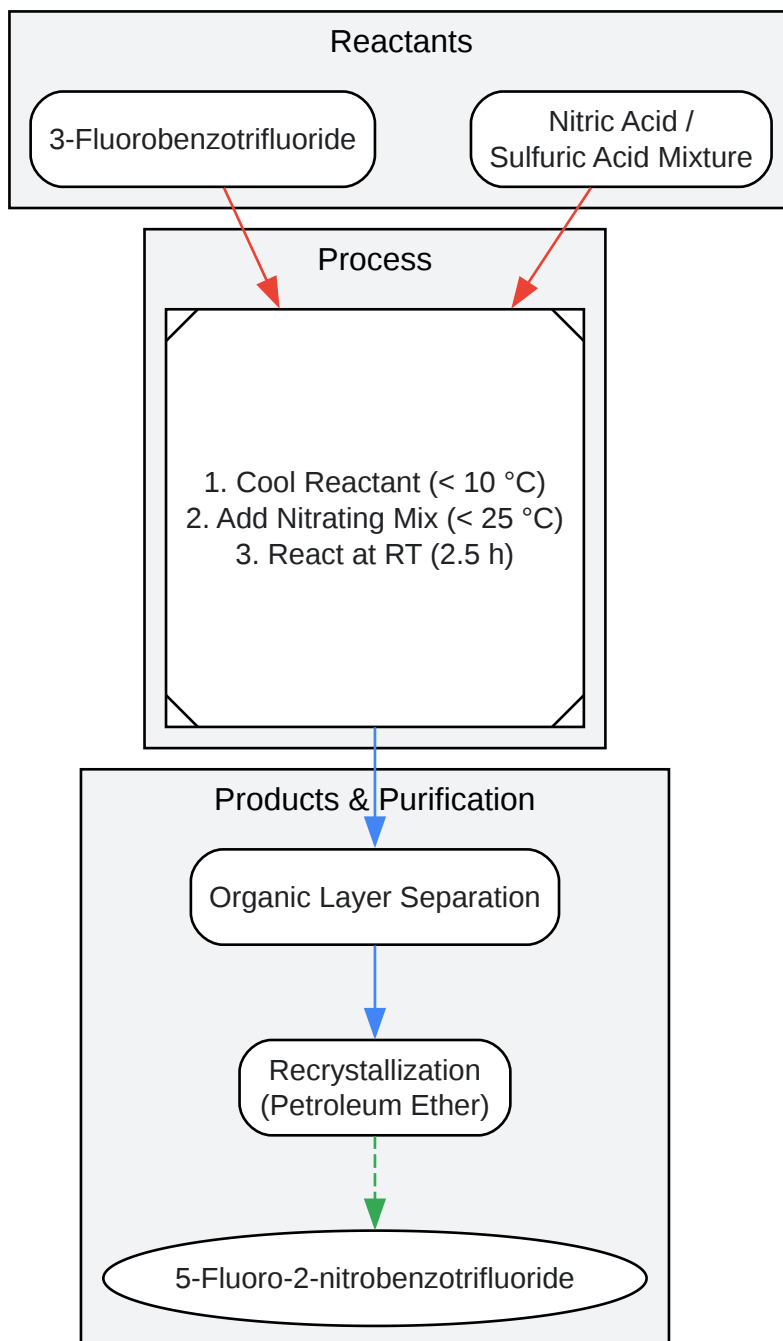 Reactants
3-Fluorobenzotrifluoride
Nitric Acid /
Sulfuric Acid Mixture
Process
1. Cool Reactant (< 10 °C)
2. Add Nitrating Mix (< 25 °C)
3. React at RT (2.5 h)
Products & Purification
Organic Layer Separation
Recrystallization
(Petroleum Ether)
5-Fluoro-2-nitrobenzotrifluoride